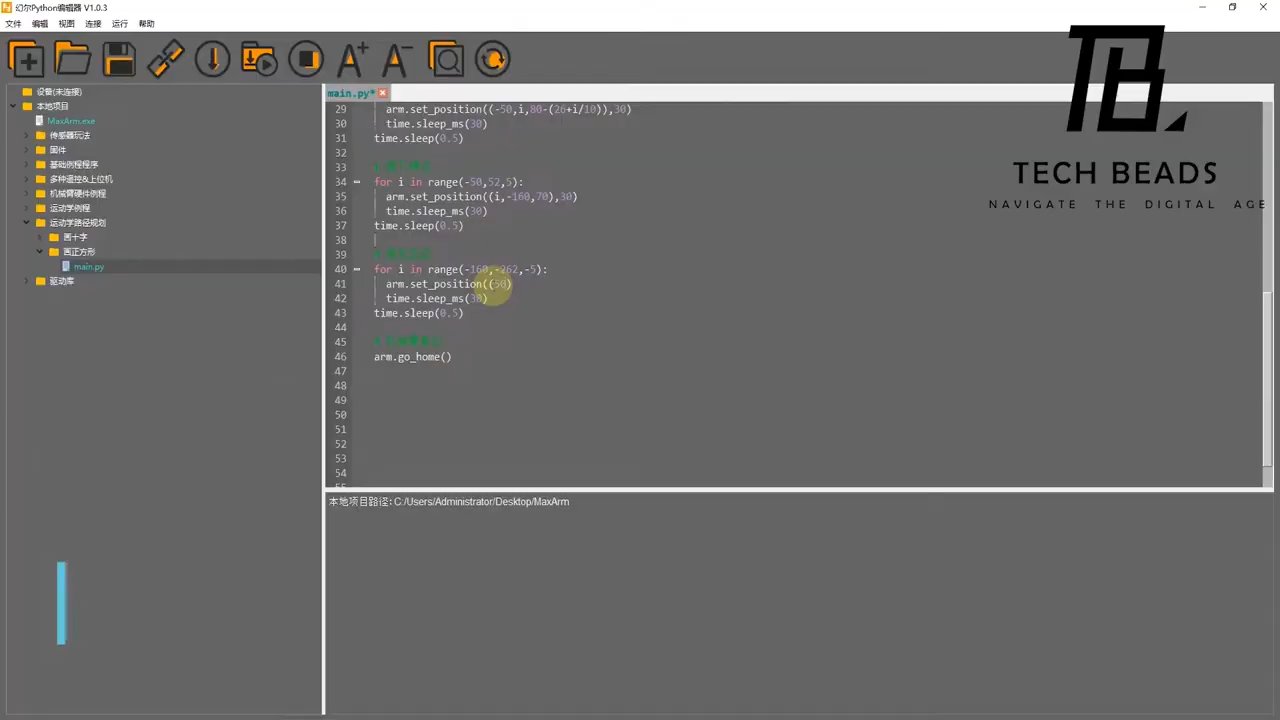 幻尔Python编辑器 V1.0.3
文件 编辑 视图 连接 运行 帮助
TECH BEADS
NAVIGATE THE DIGITAL AGE
设备(未连接)
本地项目
MaxArm.exe
传感器玩法
固件
基础例程程序
多种遥控&上位机
机械臂硬件例程
运动学例程
运动学路径规划
画十字
画正方形
main.py
驱动库
main.py*
29 arm.set_position((-50,i,80-(26+i/10)),30)
30 time.sleep_ms(30)
31 time.sleep(0.5)
32
33 #
34 for i in range(-50,52,5):
35 arm.set_position((i,-160,70),30)
36 time.sleep_ms(30)
37 time.sleep(0.5)
38
39 #
40 for i in range(-160,-262,-5):
41 arm.set_position((50)
42 time.sleep_ms(30)
43 time.sleep(0.5)
44
45 #
46 arm.go_home()
47
48
49
50
51
52
53
54
本地项目路径: C:/Users/Administrator/Desktop/MaxArm